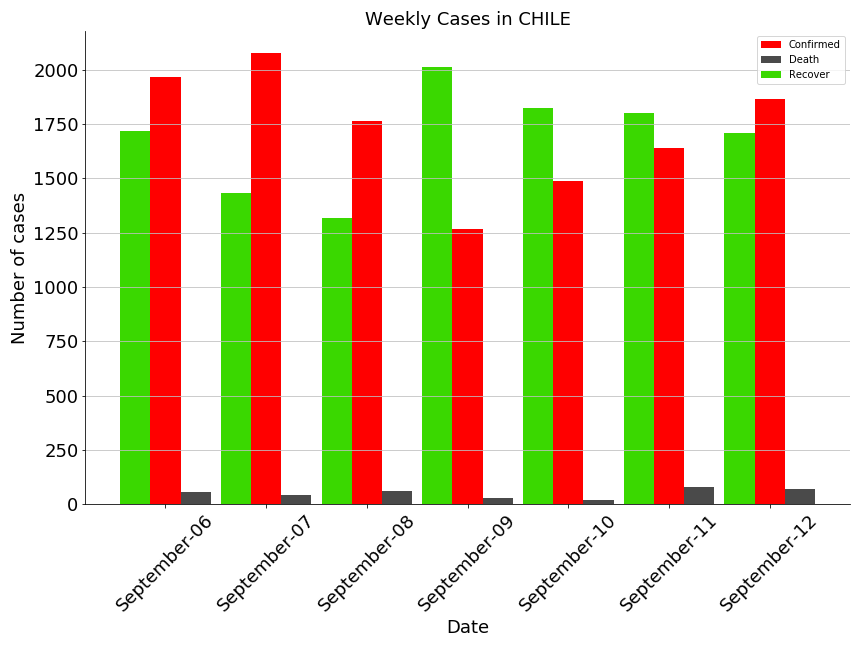 Weekly Cases in CHILE
Confirmed
Death
Recover
Number of cases
2000
1750
1500
1250
1000
750
500
250
0
September-06
September-07
September-08
September-09
September-10
September-11
September-12
Date